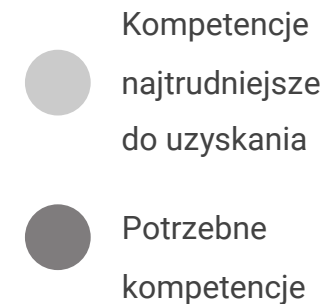 Kompetencje
najtrudniejsze
do uzyskania
Potrzebne
kompetencje